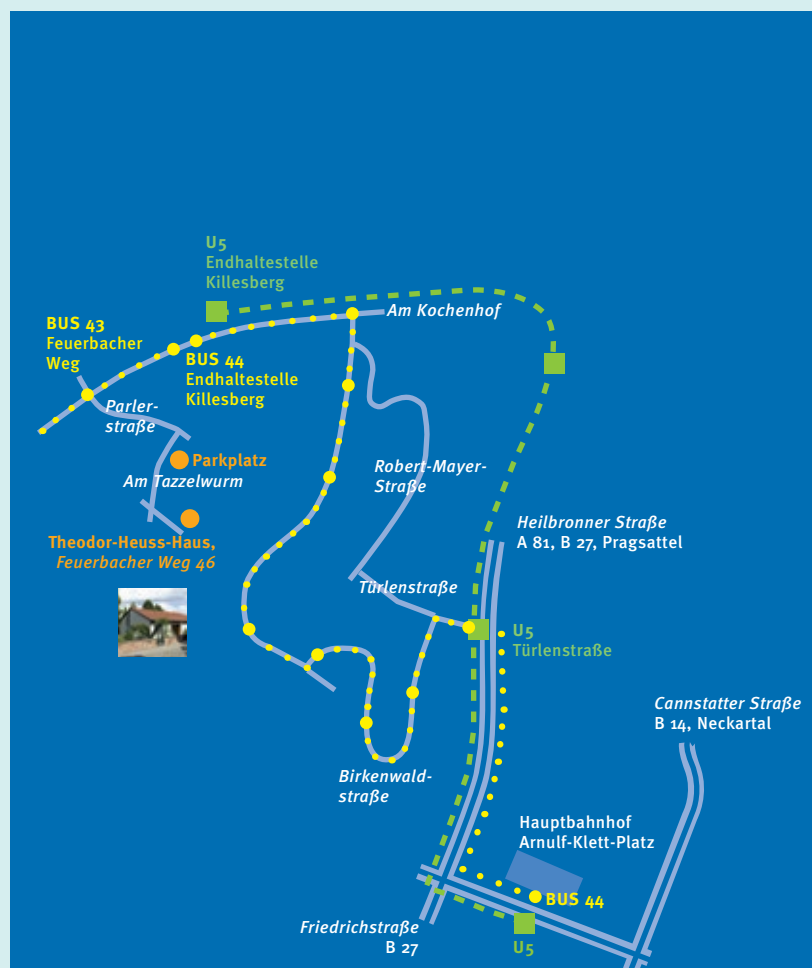 U5
Endhaltestelle
Killesberg
Am Kochenhof
BUS 43
Feuerbacher
Weg
BUS 44
Endhaltestelle
Killesberg
Parler-
straße
Parkplatz
Am Tazzelwurm
Robert-Mayer-
Straße
Theodor-Heuss-Haus,
Feuerbacher Weg 46
Heilbronner Straße
A 81, B 27, Pragsattel
Türlenstraße
U5
Türlenstraße
Cannstatter Straße
B 14, Neckartal
Birkenwald-
straße
Hauptbahnhof
Arnulf-Klett-Platz
BUS 44
Friedrichstraße
B 27
U5